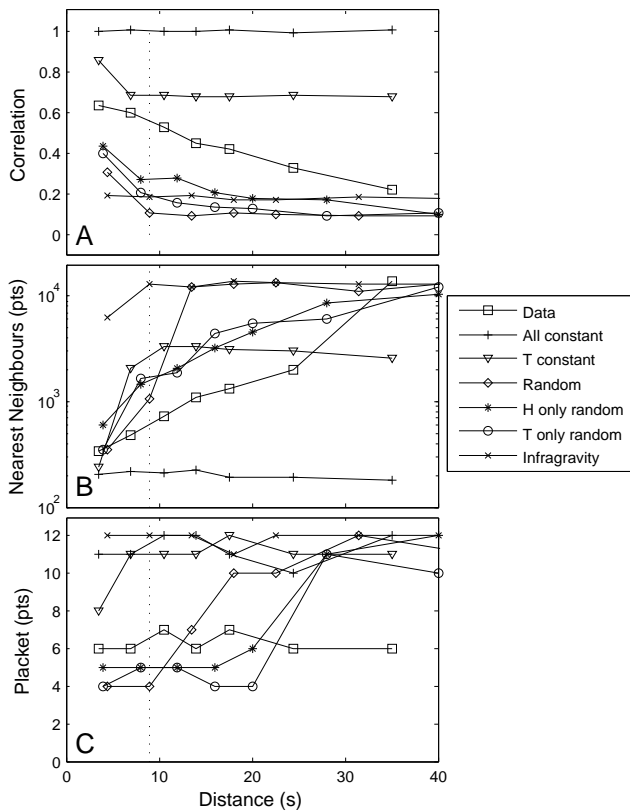 1
0.8
0.6
0.4
0.2
0
Correlation
A
10^4
10^3
10^2
Nearest Neighbours (pts)
B
12
10
8
6
4
2
0
Placket (pts)
C
0 10 20 30 40
Distance (s)
Data
All constant
T constant
Random
H only random
T only random
Infragravity